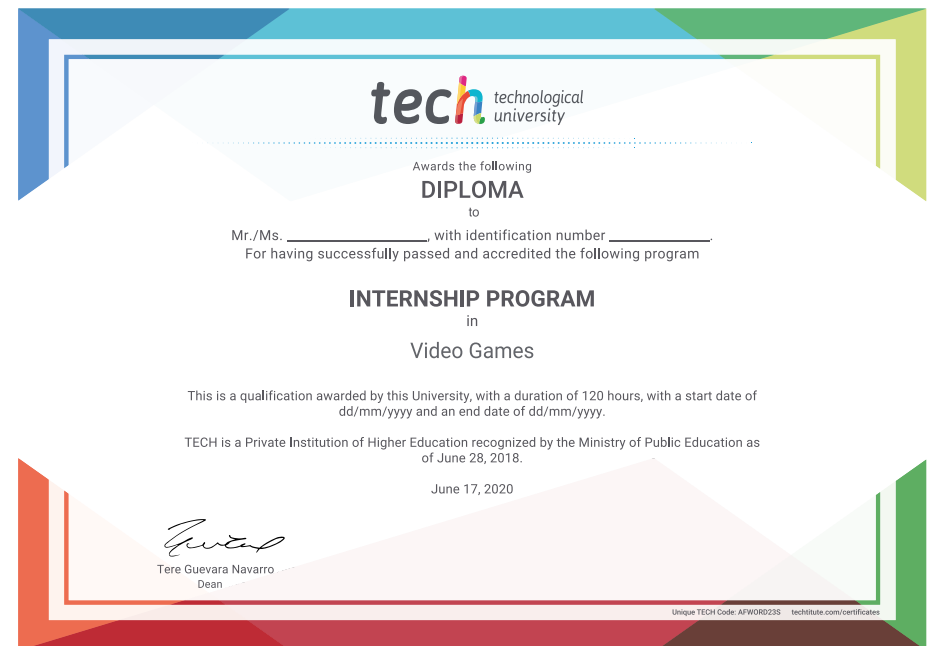 tech technological
university
Awards the following
DIPLOMA
to
Mr./Ms. ____________, with identification number ____________.
For having successfully passed and accredited the following program
INTERNSHIP PROGRAM
in
Video Games
This is a qualification awarded by this University, with a duration of 120 hours, with a start date of
dd/mm/yyyy and an end date of dd/mm/yyyy.
TECH is a Private Institution of Higher Education recognized by the Ministry of Public Education as
of June 28, 2018.
June 17, 2020
Tere Guevara Navarro
Dean
Unique TECH Code: AFWORD23S techtitute.com/certificates